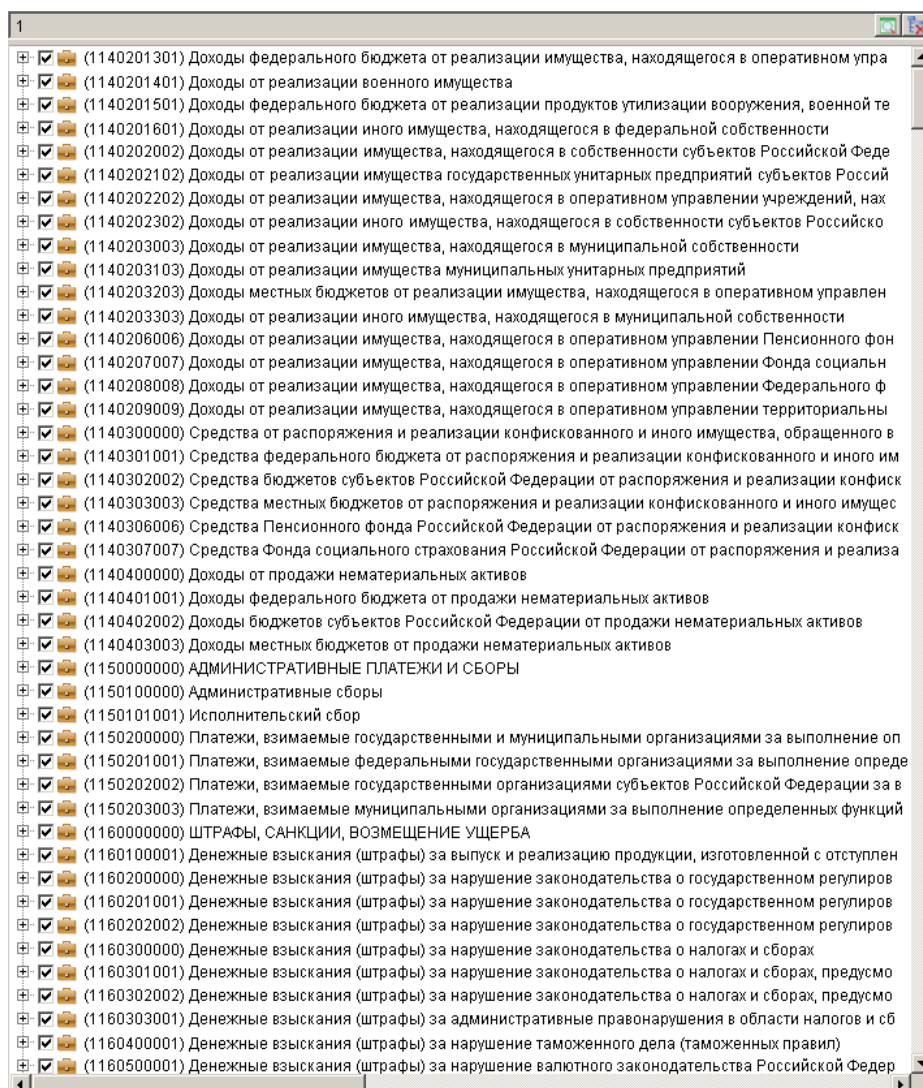 1
(1140201301) Доходы федерального бюджета от реализации имущества, находящегося в оперативном упра
(1140201401) Доходы от реализации военного имущества
(1140201501) Доходы федерального бюджета от реализации продуктов утилизации вооружения, военной те
(1140201601) Доходы от реализации иного имущества, находящегося в федеральной собственности
(1140202002) Доходы от реализации имущества, находящегося в собственности субъектов Российской Феде
(1140202102) Доходы от реализации имущества государственных унитарных предприятий субъектов Россий
(1140202202) Доходы от реализации имущества, находящегося в оперативном управлении учреждений, нах
(1140202302) Доходы от реализации иного имущества, находящегося в собственности субъектов Российско
(1140203003) Доходы от реализации имущества, находящегося в муниципальной собственности
(1140203103) Доходы от реализации имущества муниципальных унитарных предприятий
(1140203203) Доходы местных бюджетов от реализации имущества, находящегося в оперативном управлен
(1140203303) Доходы от реализации иного имущества, находящегося в муниципальной собственности
(1140206006) Доходы от реализации имущества, находящегося в оперативном управлении Пенсионного фон
(1140207007) Доходы от реализации имущества, находящегося в оперативном управлении Фонда социальн
(1140208008) Доходы от реализации имущества, находящегося в оперативном управлении Федерального ф
(1140209009) Доходы от реализации имущества, находящегося в оперативном управлении территориальны
(1140300000) Средства от распоряжения и реализации конфискованного и иного имущества, обращенного в
(1140301001) Средства федерального бюджета от распоряжения и реализации конфискованного и иного им
(1140302002) Средства бюджетов субъектов Российской Федерации от распоряжения и реализации конфиск
(1140303003) Средства местных бюджетов от распоряжения и реализации конфискованного и иного имущес
(1140306006) Средства Пенсионного фонда Российской Федерации от распоряжения и реализации конфиск
(1140307007) Средства Фонда социального страхования Российской Федерации от распоряжения и реализа
(1140400000) Доходы от продажи нематериальных активов
(1140401001) Доходы федерального бюджета от продажи нематериальных активов
(1140402002) Доходы бюджетов субъектов Российской Федерации от продажи нематериальных активов
(1140403003) Доходы местных бюджетов от продажи нематериальных активов
(1150000000) АДМИНИСТРАТИВНЫЕ ПЛАТЕЖИ И СБОРЫ
(1150100000) Административные сборы
(1150101001) Исполнительский сбор
(1150200000) Платежи, взимаемые государственными и муниципальными организациями за выполнение оп
(1150201001) Платежи, взимаемые федеральными государственными организациями за выполнение опреде
(1150202002) Платежи, взимаемые государственными организациями субъектов Российской Федерации за в
(1150203003) Платежи, взимаемые муниципальными организациями за выполнение определенных функций
(1160000000) ШТРАФЫ, САНКЦИИ, ВОЗМЕЩЕНИЕ УЩЕРБА
(1160100001) Денежные взыскания (штрафы) за выпуск и реализацию продукции, изготовленной с отступлен
(1160200000) Денежные взыскания (штрафы) за нарушение законодательства о государственном регулиров
(1160201001) Денежные взыскания (штрафы) за нарушение законодательства о государственном регулиров
(1160202002) Денежные взыскания (штрафы) за нарушение законодательства о государственном регулиров
(1160300000) Денежные взыскания (штрафы) за нарушение законодательства о налогах и сборах
(1160301001) Денежные взыскания (штрафы) за нарушение законодательства о налогах и сборах, предусмо
(1160302002) Денежные взыскания (штрафы) за нарушение законодательства о налогах и сборах, предусмо
(1160303001) Денежные взыскания (штрафы) за административные правонарушения в области налогов и сб
(1160400001) Денежные взыскания (штрафы) за нарушение таможенного дела (таможенных правил)
(1160500001) Денежные взыскания (штрафы) за нарушение валютного законодательства Российской Федер